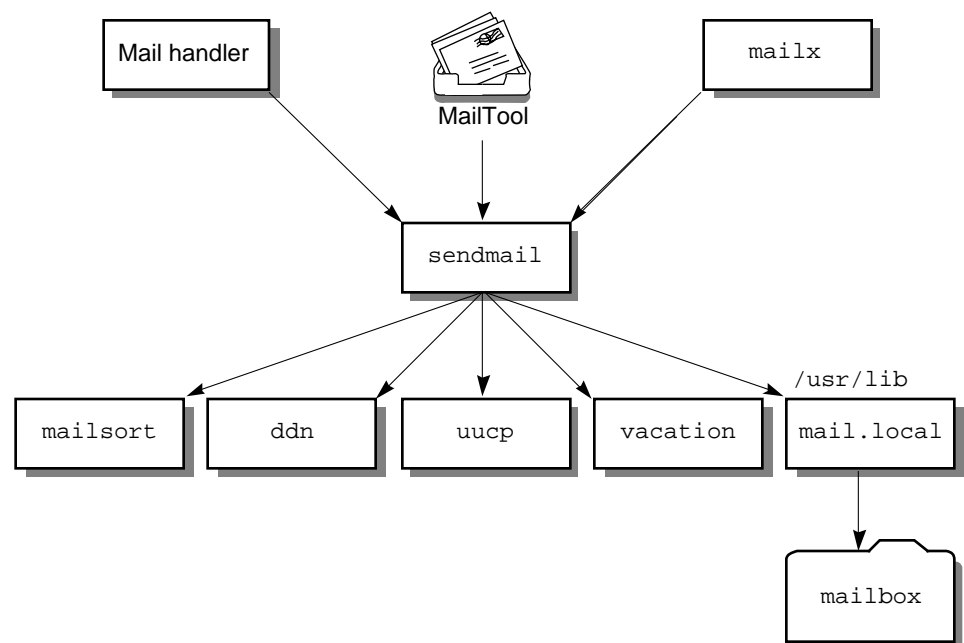 Mail handler
MailTool
mailx
sendmail
/usr/lib
mailsort
ddn
uucp
vacation
mail.local
mailbox